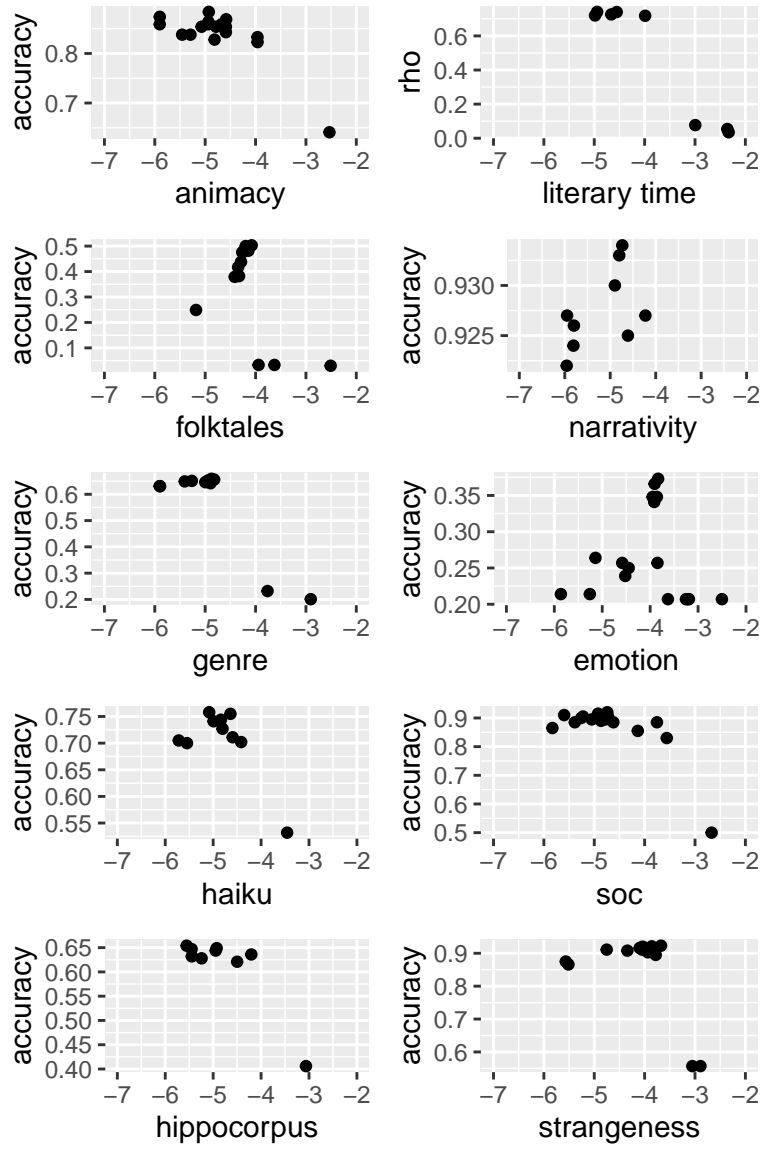 accuracy
0.8
0.7
−7 −6 −5 −4 −3 −2
animacy
rho
0.6
0.4
0.2
0.0
−7 −6 −5 −4 −3 −2
literary time
accuracy
0.5
0.4
0.3
0.2
0.1
−7 −6 −5 −4 −3 −2
folktales
accuracy
0.930
0.925
−7 −6 −5 −4 −3 −2
narrativity
accuracy
0.6
0.5
0.4
0.3
0.2
−7 −6 −5 −4 −3 −2
genre
accuracy
0.35
0.30
0.25
0.20
−7 −6 −5 −4 −3 −2
emotion
accuracy
0.75
0.70
0.65
0.60
0.55
−7 −6 −5 −4 −3 −2
haiku
accuracy
0.9
0.8
0.7
0.6
0.5
−7 −6 −5 −4 −3 −2
soc
accuracy
0.65
0.60
0.55
0.50
0.45
0.40
−7 −6 −5 −4 −3 −2
hippocorpus
accuracy
0.9
0.8
0.7
0.6
−7 −6 −5 −4 −3 −2
strangeness